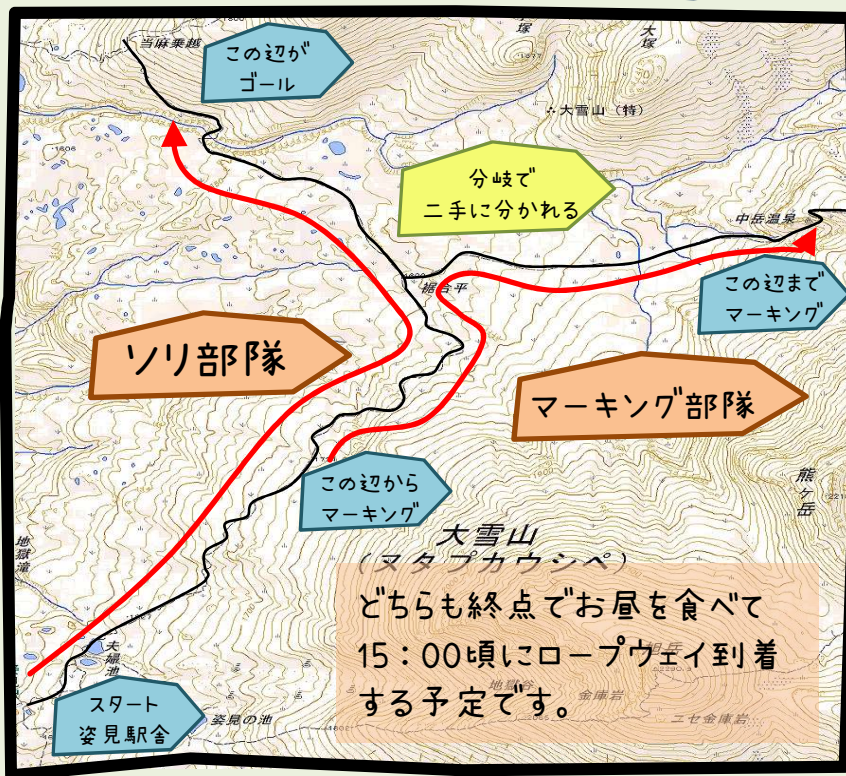 当麻乗越
この辺が
ゴール
大塚
大雪山(特)
分岐で
二手に分かれる
中岳温泉
裾合平
この辺まで
マーキング
ソリ部隊
マーキング部隊
この辺から
マーキング
熊ヶ岳
地獄滝
大雪山
(ヌタプカウシペ)
どちらも終点でお昼を食べて
15:00頃にロープウェイ到着
する予定です。
旭岳
地獄谷
金庫岩
ニセ金庫岩
夫婦池
スタート
姿見駅舎
姿見の池